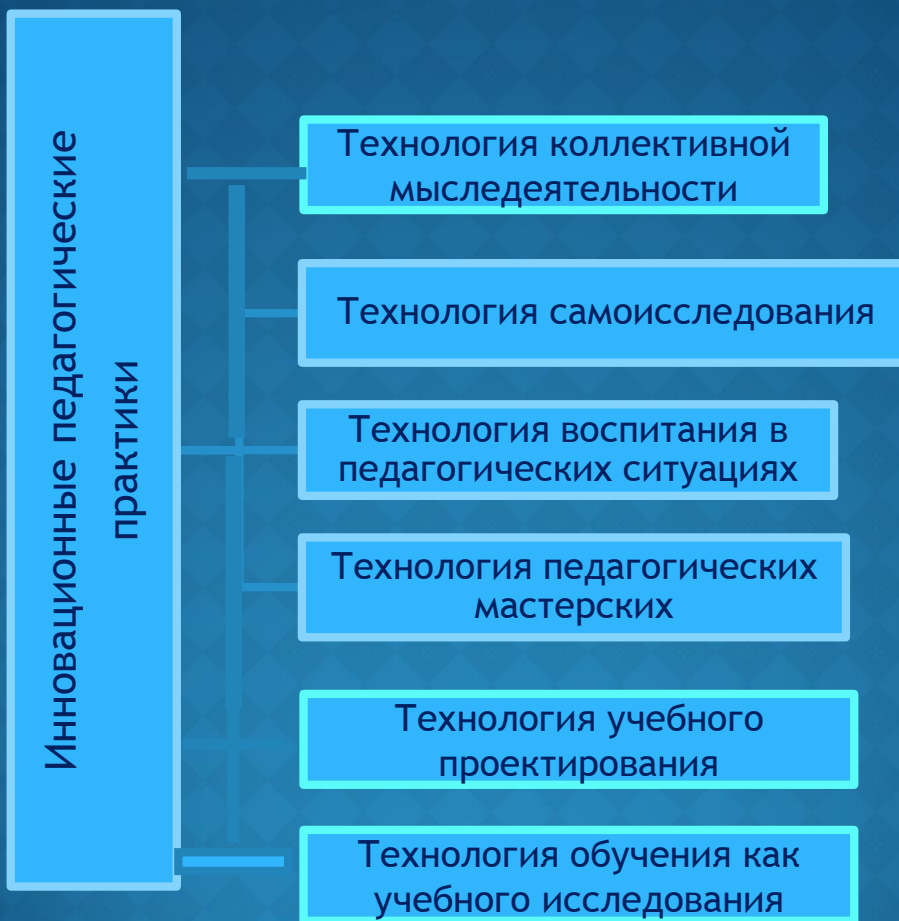 Инновационные педагогические
практики
Технология коллективной
мыследеятельности
Технология самоисследования
Технология воспитания в
педагогических ситуациях
Технология педагогических
мастерских
Технология учебного
проектирования
Технология обучения как
учебного исследования